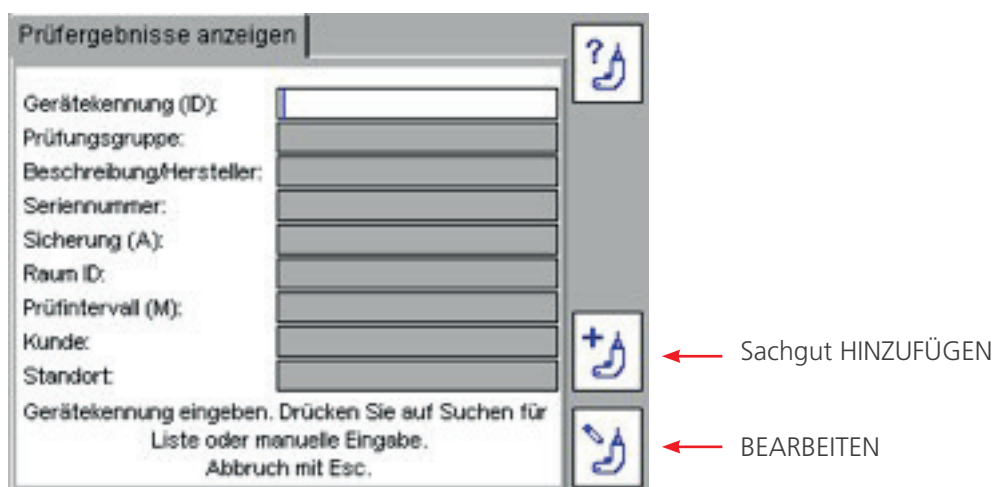 Prüfergebnisse anzeigen
?
Gerätekennung (ID):
Prüfungsgruppe:
Beschreibung/Hersteller:
Seriennummer:
Sicherung (A):
Raum ID:
Prüfintervall (M):
Kunde:
Standort:
Gerätekennung eingeben. Drücken Sie auf Suchen für
Liste oder manuelle Eingabe.
Abbruch mit Esc.
+
Sachgut HINZUFÜGEN
BEARBEITEN